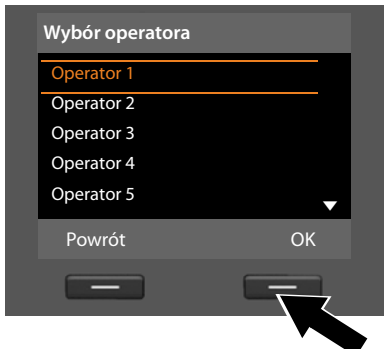 Wybór operatora
Operator 1
Operator 2
Operator 3
Operator 4
Operator 5
Powrót OK